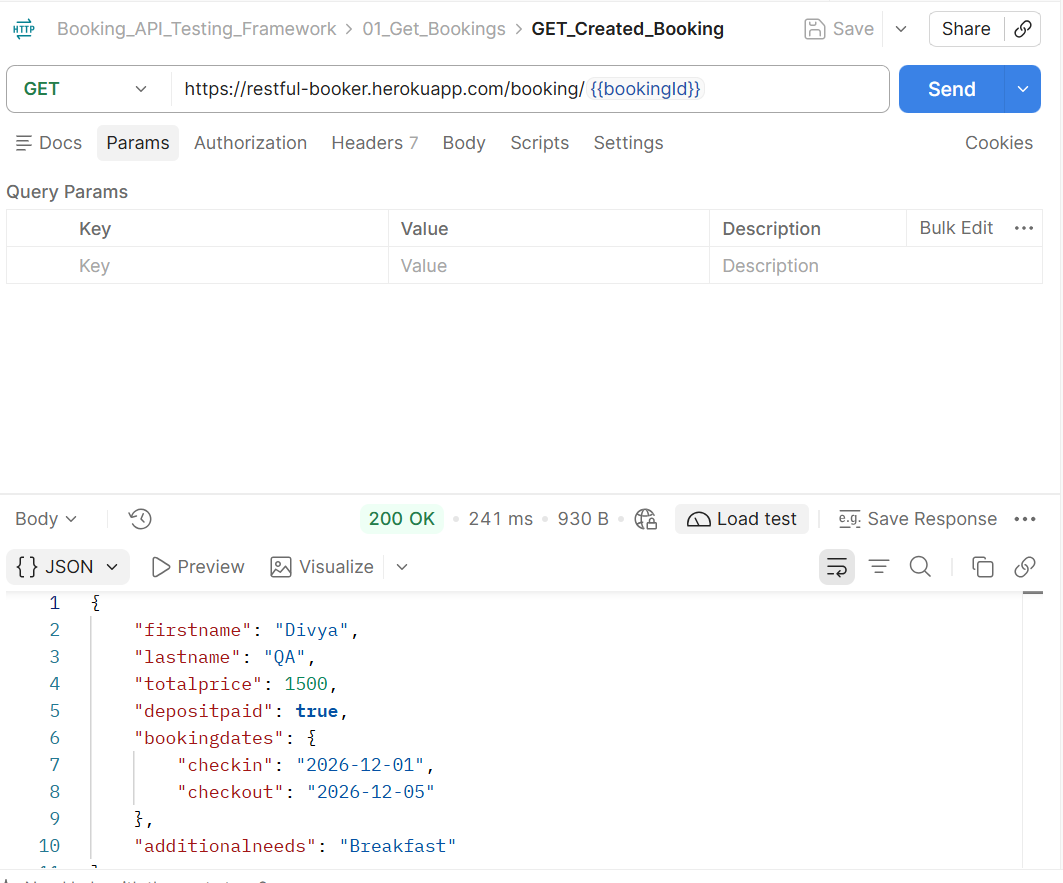 HTTP Booking_API_Testing_Framework > 01_Get_Bookings > GET_Created_Booking Save Share
GET https://restful-booker.herokuapp.com/booking/ {{bookingId}} Send
Docs Params Authorization Headers 7 Body Scripts Settings Cookies
Query Params
Key Value Description Bulk Edit
Key Value Description
Body 200 OK • 241 ms • 930 B • Load test e.g. Save Response
{} JSON Preview Visualize
1 {
2 "firstname": "Divya",
3 "lastname": "QA",
4 "totalprice": 1500,
5 "depositpaid": true,
6 "bookingdates": {
7 "checkin": "2026-12-01",
8 "checkout": "2026-12-05"
9 },
10 "additionalneeds": "Breakfast"